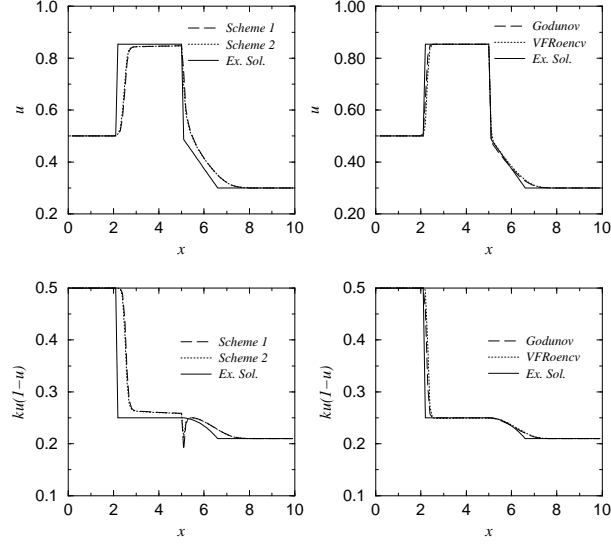 1.00
0.80
0.60
0.40
0.20
u
0 2 4 6 8 10
x
Scheme 1
Scheme 2
Ex. Sol.
1.00
0.80
0.60
0.40
0.20
u
0 2 4 6 8 10
x
Godunov
VFRoencv
Ex. Sol.
0.5
0.4
0.3
0.2
0.1
ku(1−u)
0 2 4 6 8 10
x
Scheme 1
Scheme 2
Ex. Sol.
0.5
0.4
0.3
0.2
0.1
ku(1−u)
0 2 4 6 8 10
x
Godunov
VFRoencv
Ex. Sol.